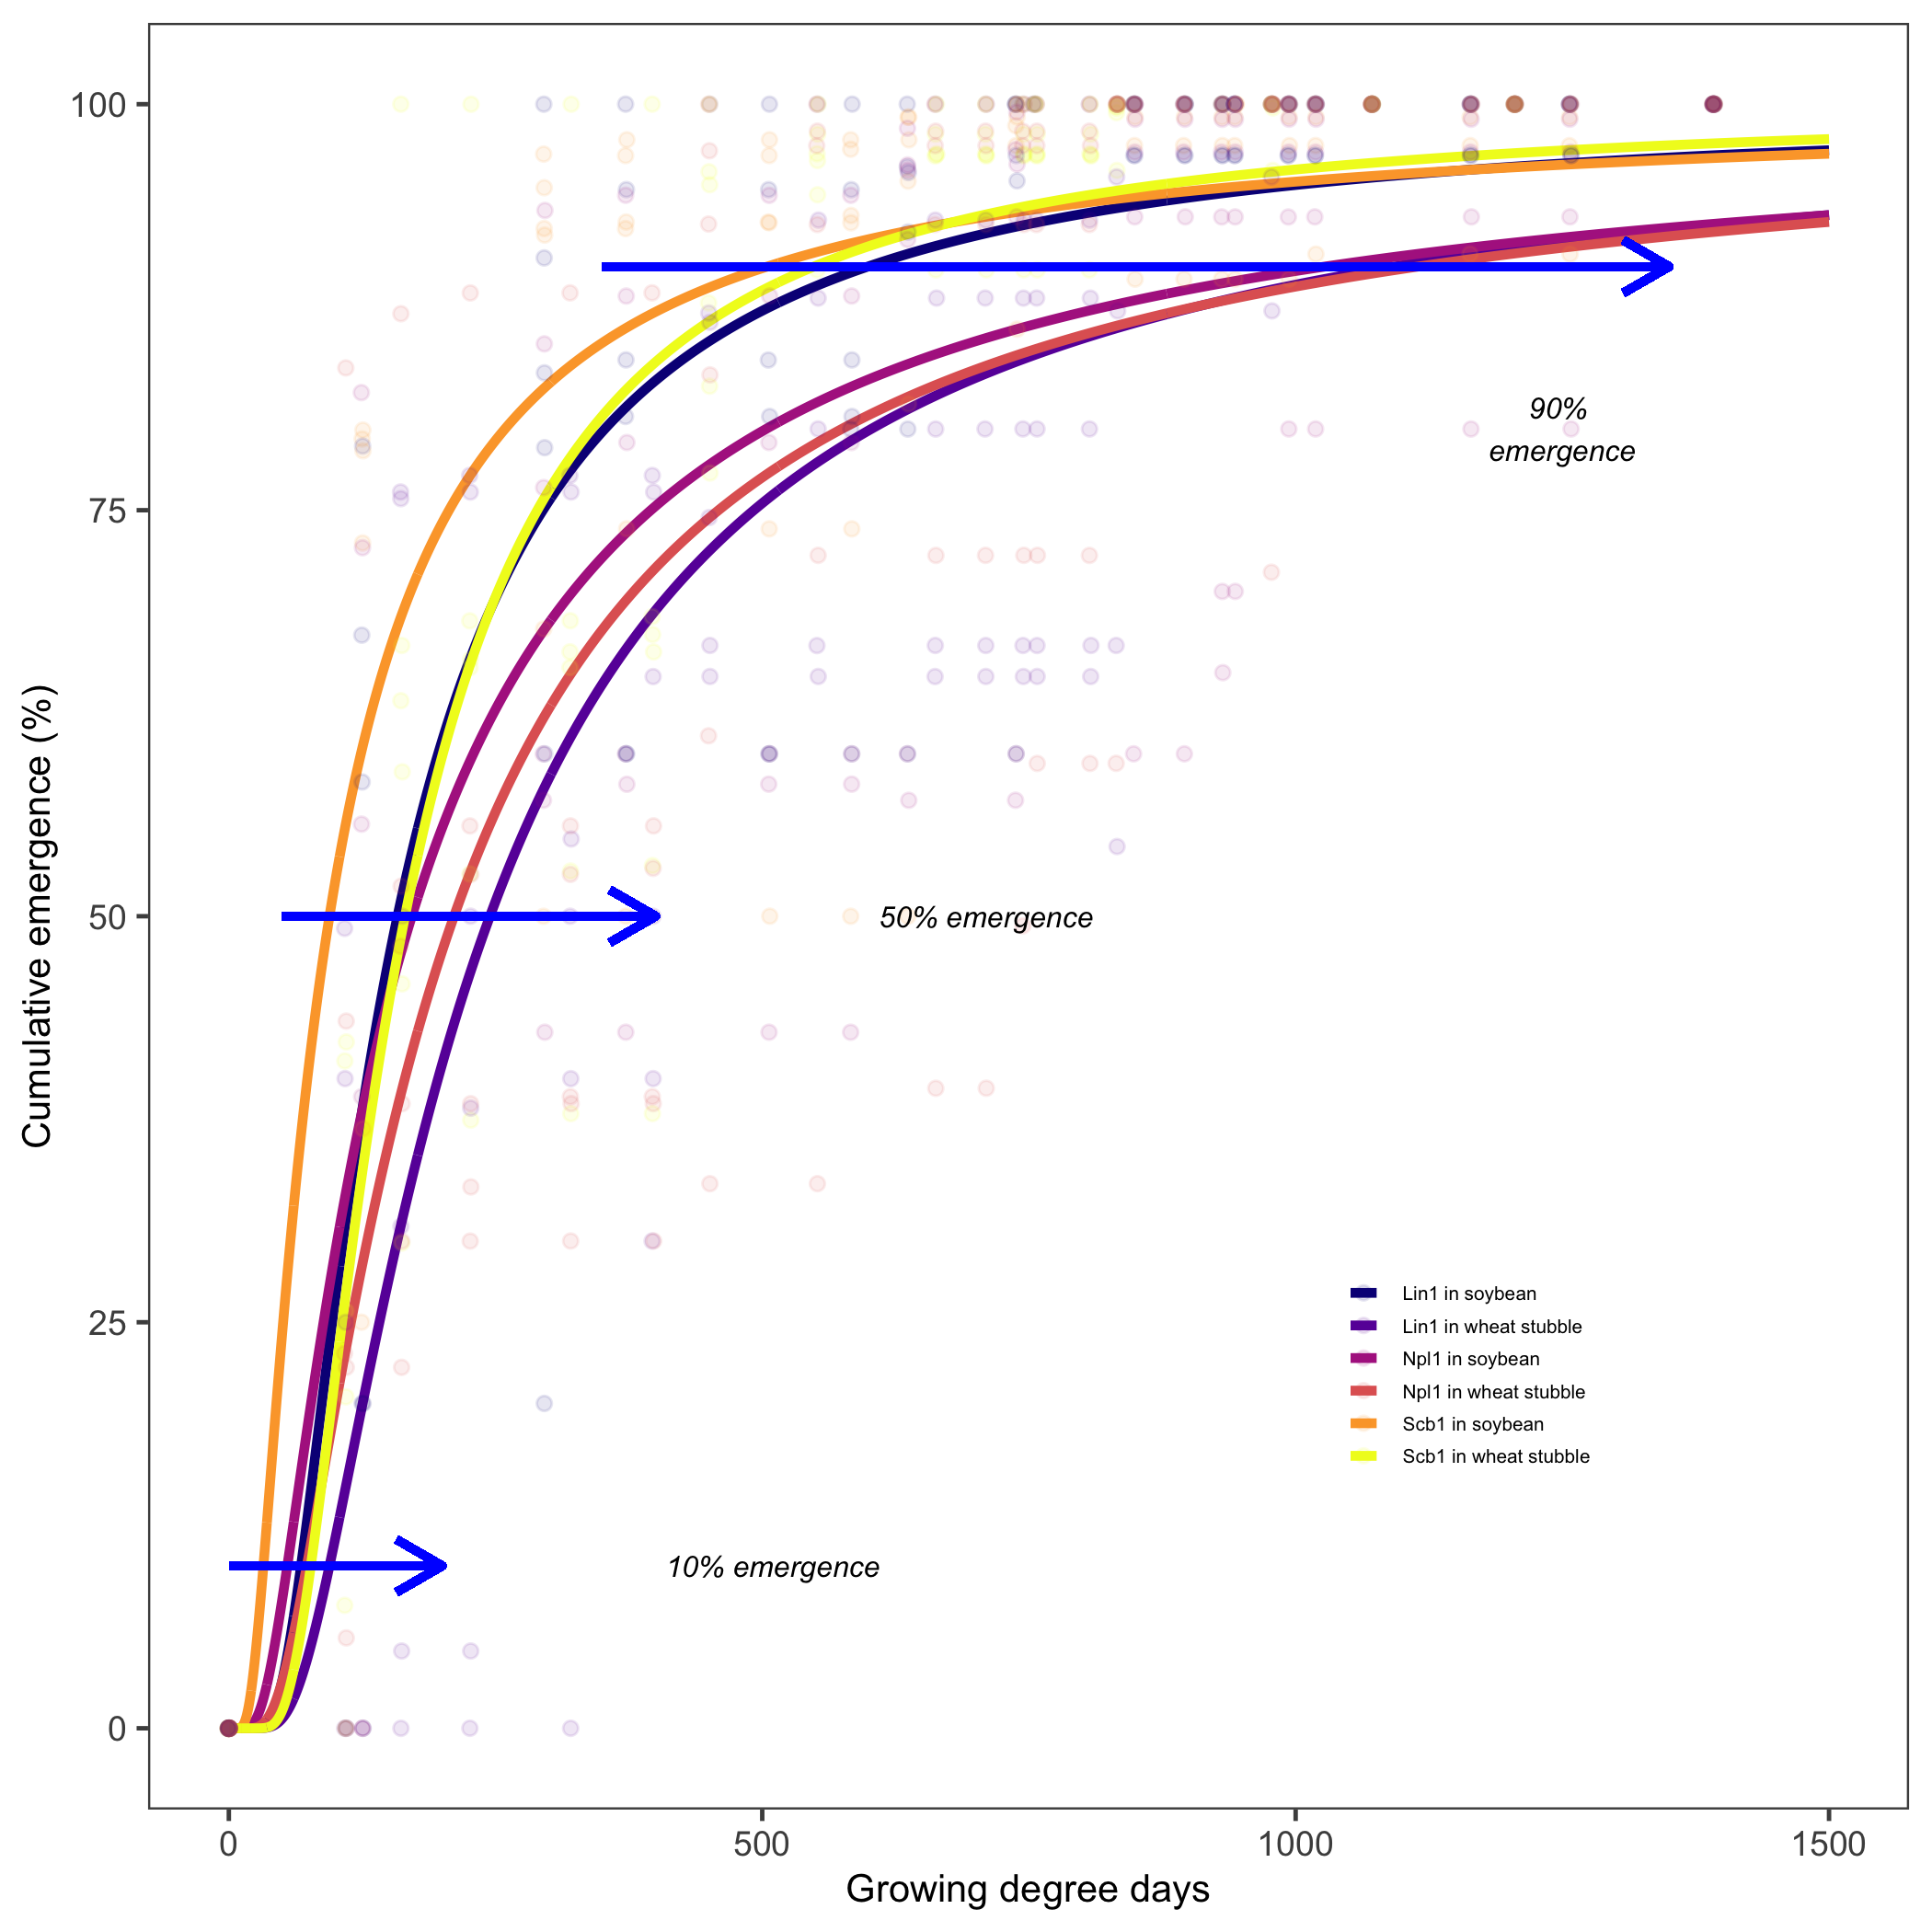 100
75
50
25
0
0
500
1000
1500
Cumulative emergence (%)
Growing degree days
90%
emergence
50% emergence
10% emergence
Lin1 in soybean
Lin1 in wheat stubble
Npl1 in soybean
Npl1 in wheat stubble
Scb1 in soybean
Scb1 in wheat stubble